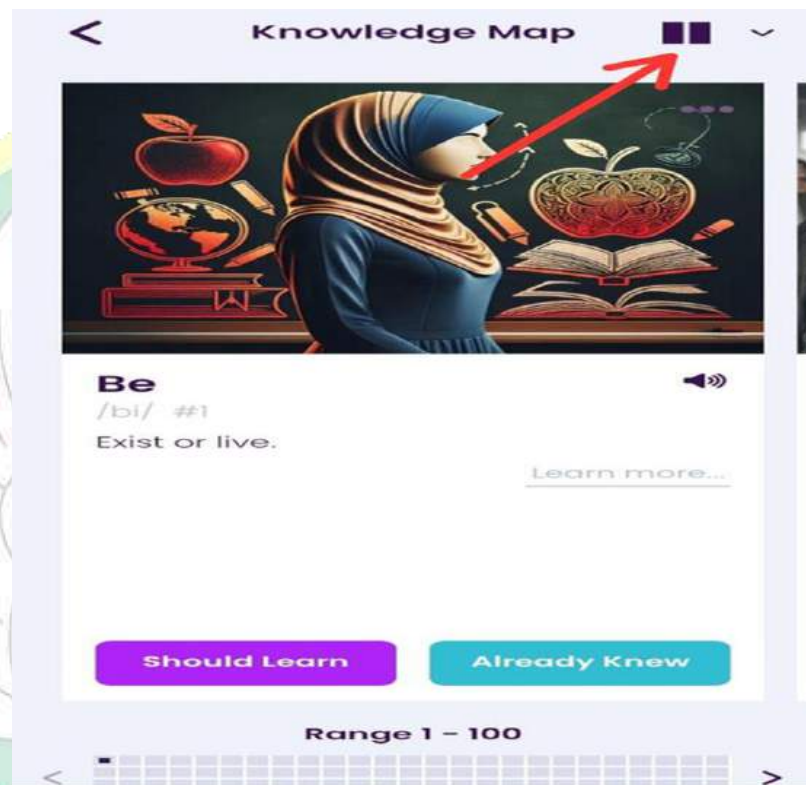 Knowledge Map
Be
/bi/ #1
Exist or live.
Learn more...
Should Learn
Already Knew
Range 1 - 100